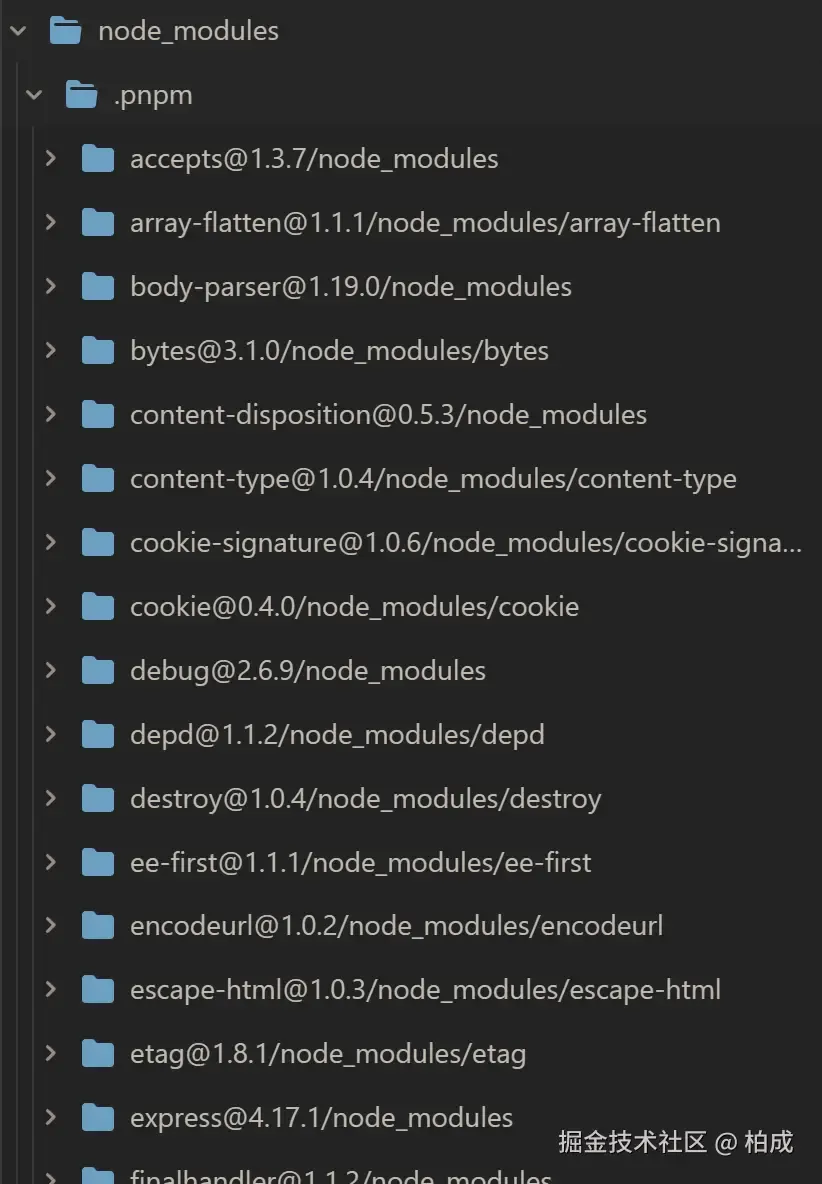 node_modules
.pnpm
accepts@1.3.7/node_modules
array-flatten@1.1.1/node_modules/array-flatten
body-parser@1.19.0/node_modules
bytes@3.1.0/node_modules/bytes
content-disposition@0.5.3/node_modules
content-type@1.0.4/node_modules/content-type
cookie-signature@1.0.6/node_modules/cookie-signa...
cookie@0.4.0/node_modules/cookie
debug@2.6.9/node_modules
depd@1.1.2/node_modules/depd
destroy@1.0.4/node_modules/destroy
ee-first@1.1.1/node_modules/ee-first
encodeurl@1.0.2/node_modules/encodeurl
escape-html@1.0.3/node_modules/escape-html
etag@1.8.1/node_modules/etag
express@4.17.1/node_modules
掘金技术社区 @ 柏成
finalhandler@1.1.2/node_modules